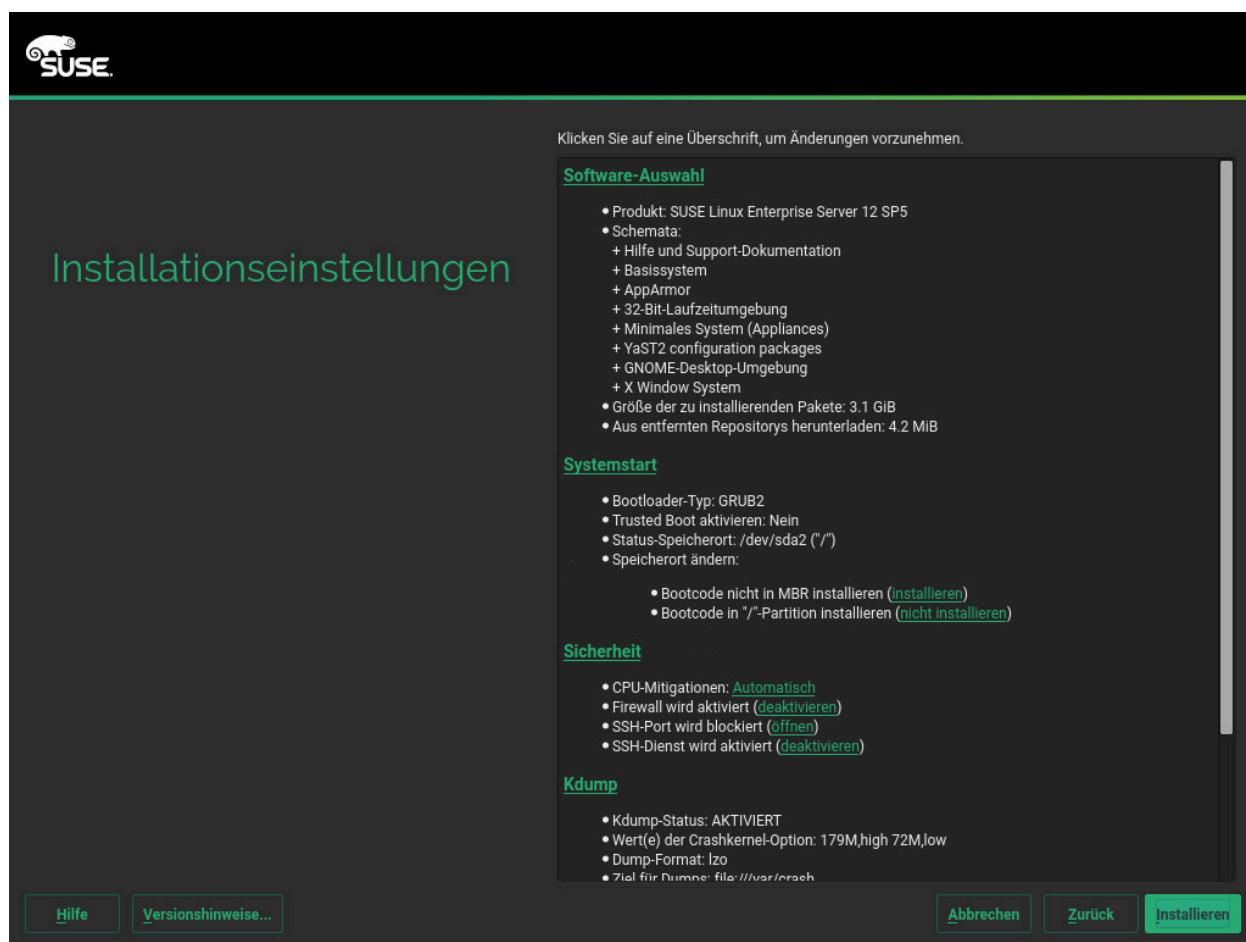 SUSE.
Klicken Sie auf eine Überschrift, um Änderungen vorzunehmen.
Installationseinstellungen
Software-Auswahl
• Produkt: SUSE Linux Enterprise Server 12 SP5
• Schemata:
+ Hilfe und Support-Dokumentation
+ Basissystem
+ AppArmor
+ 32-Bit-Laufzeitumgebung
+ Minimales System (Appliances)
+ YaST2 configuration packages
+ GNOME-Desktop-Umgebung
+ X Window System
• Größe der zu installierenden Pakete: 3.1 GiB
• Aus entfernten Repositorys herunterladen: 4.2 MiB
Systemstart
• Bootloader-Typ: GRUB2
• Trusted Boot aktivieren: Nein
• Status-Speicherort: /dev/sda2 ("/")
• Speicherort ändern:
• Bootcode nicht in MBR installieren (installieren)
• Bootcode in "/"-Partition installieren (nicht installieren)
Sicherheit
• CPU-Mitigationen: Automatisch
• Firewall wird aktiviert (deaktivieren)
• SSH-Port wird blockiert (öffnen)
• SSH-Dienst wird aktiviert (deaktivieren)
Kdump
• Kdump-Status: AKTIVIERT
• Wert(e) der Crashkernel-Option: 179M,high 72M,low
• Dump-Format: lzo
• Ziel für Dumps: file:///var/crash
Hilfe
Versionshinweise...
Abbrechen
Zurück
Installieren